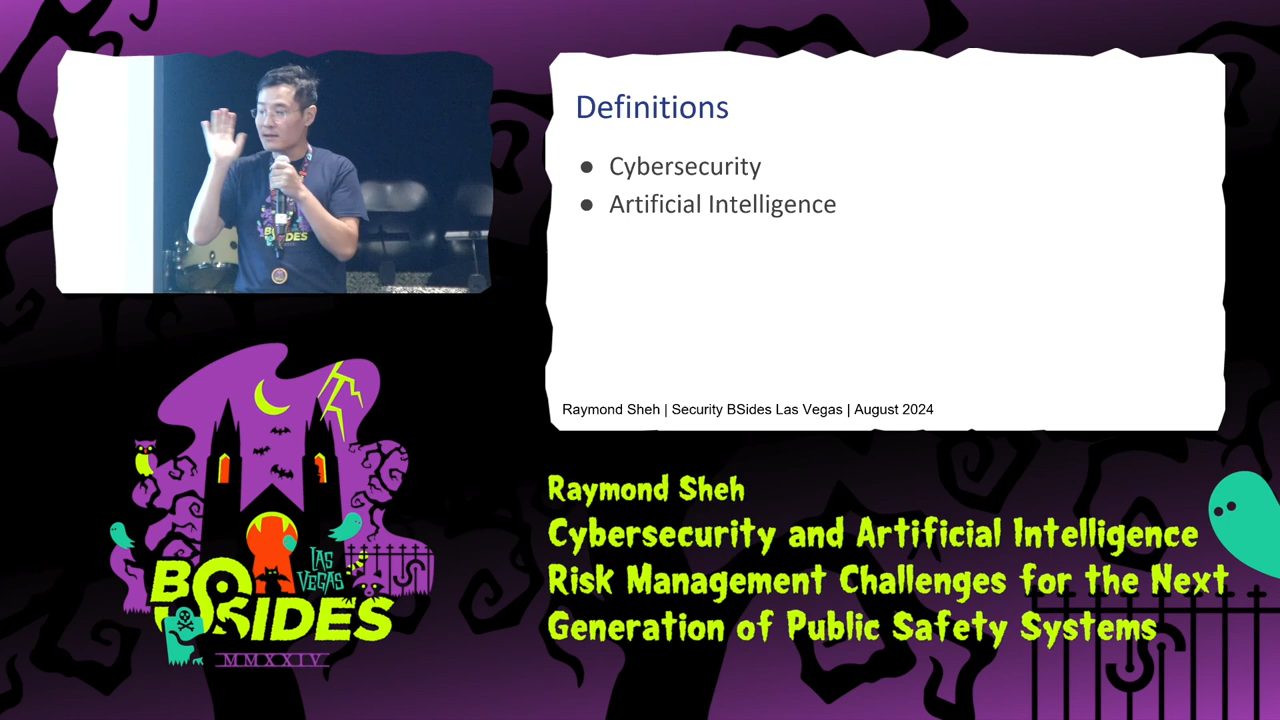 Definitions
● Cybersecurity
● Artificial Intelligence
Raymond Sheh | Security BSides Las Vegas | August 2024
BSIDES
LAS
VEGAS
BSIDES
MMXXIV
Raymond Sheh
Cybersecurity and Artificial Intelligence
Risk Management Challenges for the Next
Generation of Public Safety Systems